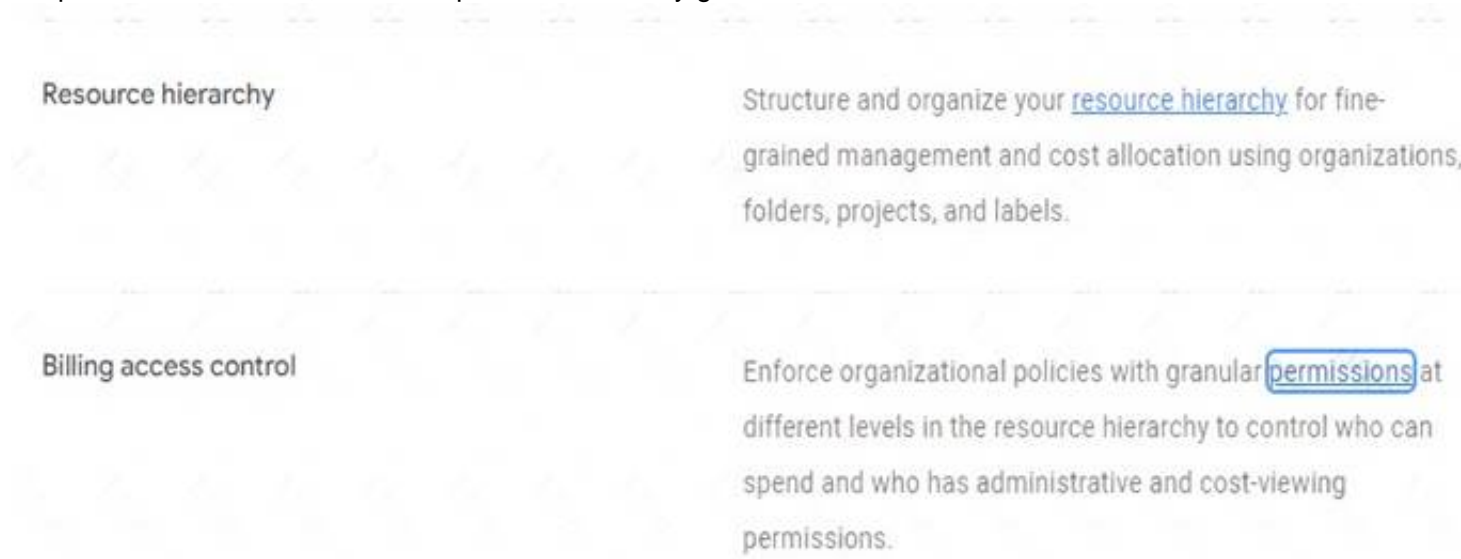 Resource hierarchy
Structure and organize your resource hierarchy for fine-
grained management and cost allocation using organizations,
folders, projects, and labels.
Billing access control
Enforce organizational policies with granular permissions at
different levels in the resource hierarchy to control who can
spend and who has administrative and cost-viewing
permissions.